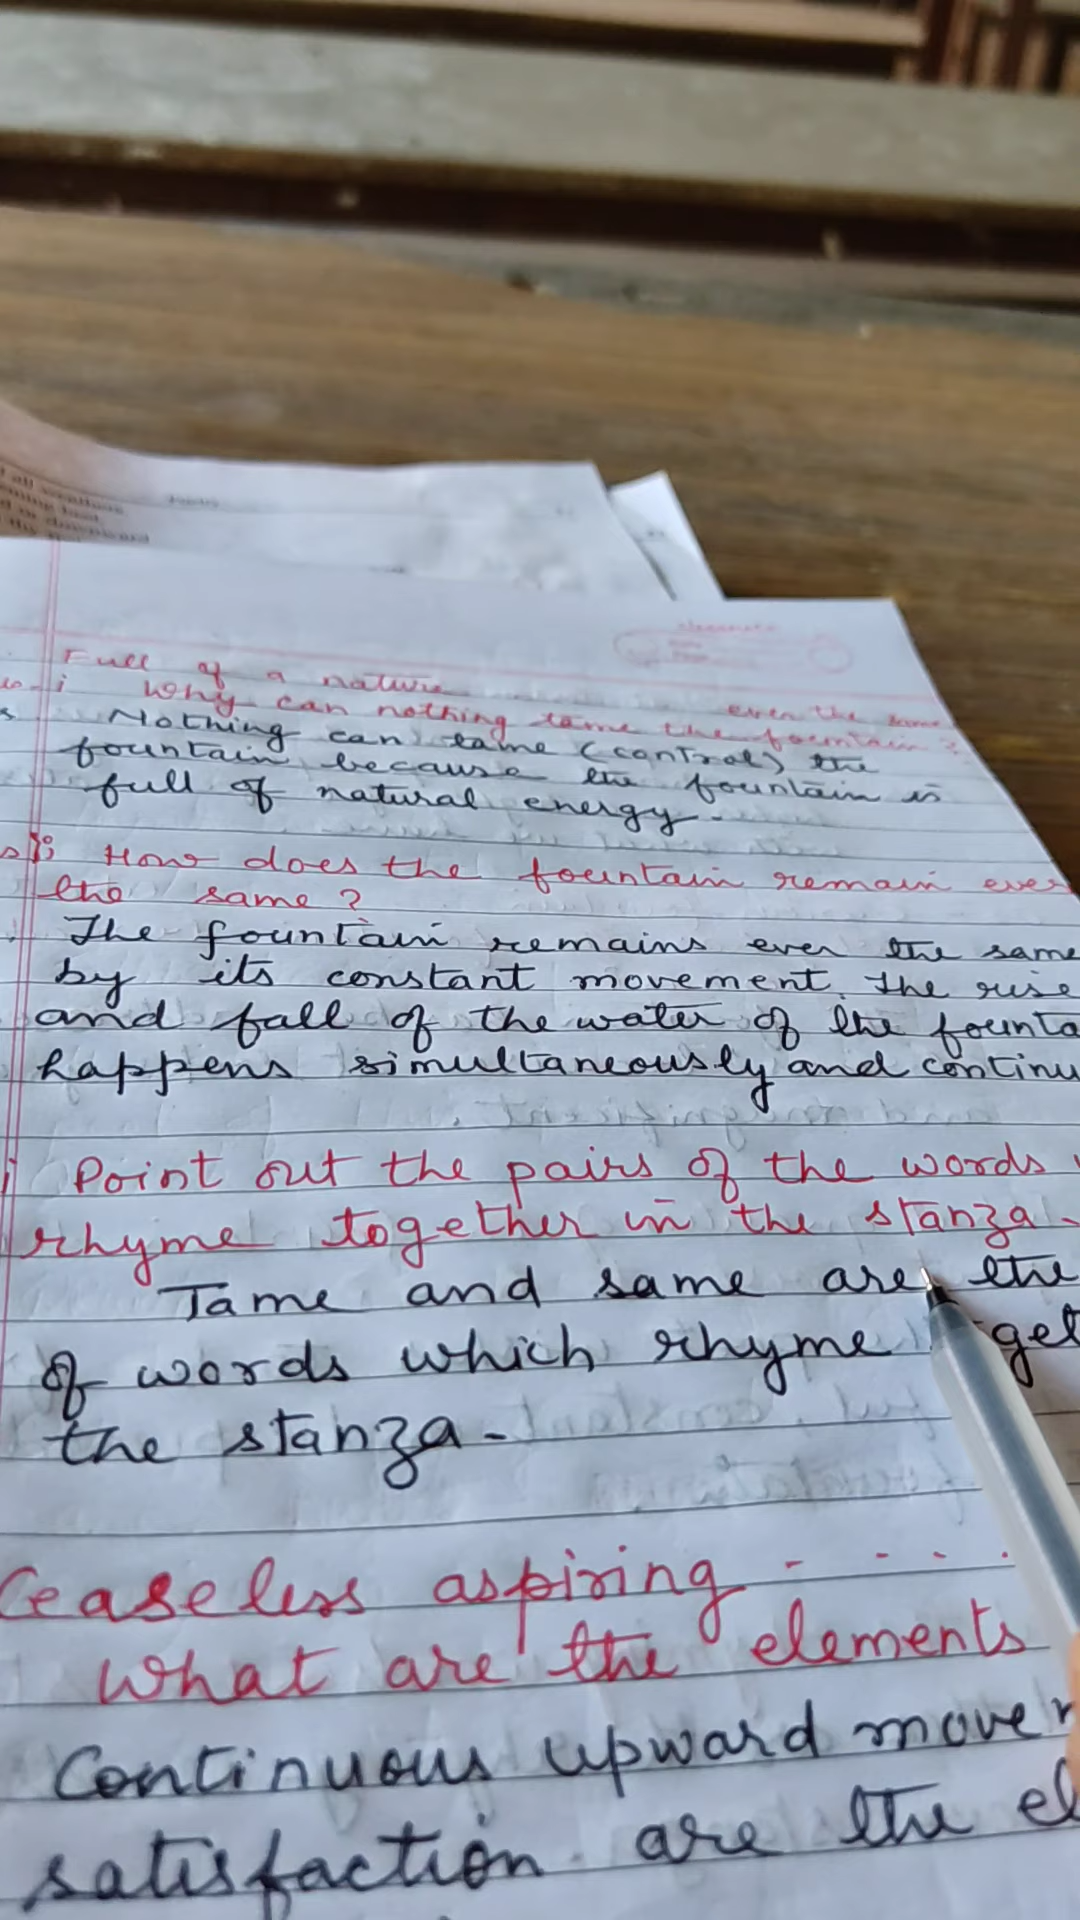 Full of a nature even the same
i Why can nothing tame the fountain?
Nothing can tame (control) the
fountain because the fountain is
full of natural energy.
How does the fountain remain ever
the same?
The fountain remains ever the same
by its constant movement. The rise
and fall of the water of the founta
happens simultaneously and continu
Point out the pairs of the words
rhyme together in the stanza-
Tame and same are the
of words which rhyme get
the stanza-
Ceaseless aspiring - - - .
what are the elements
Continuous upward move
satisfaction are the el